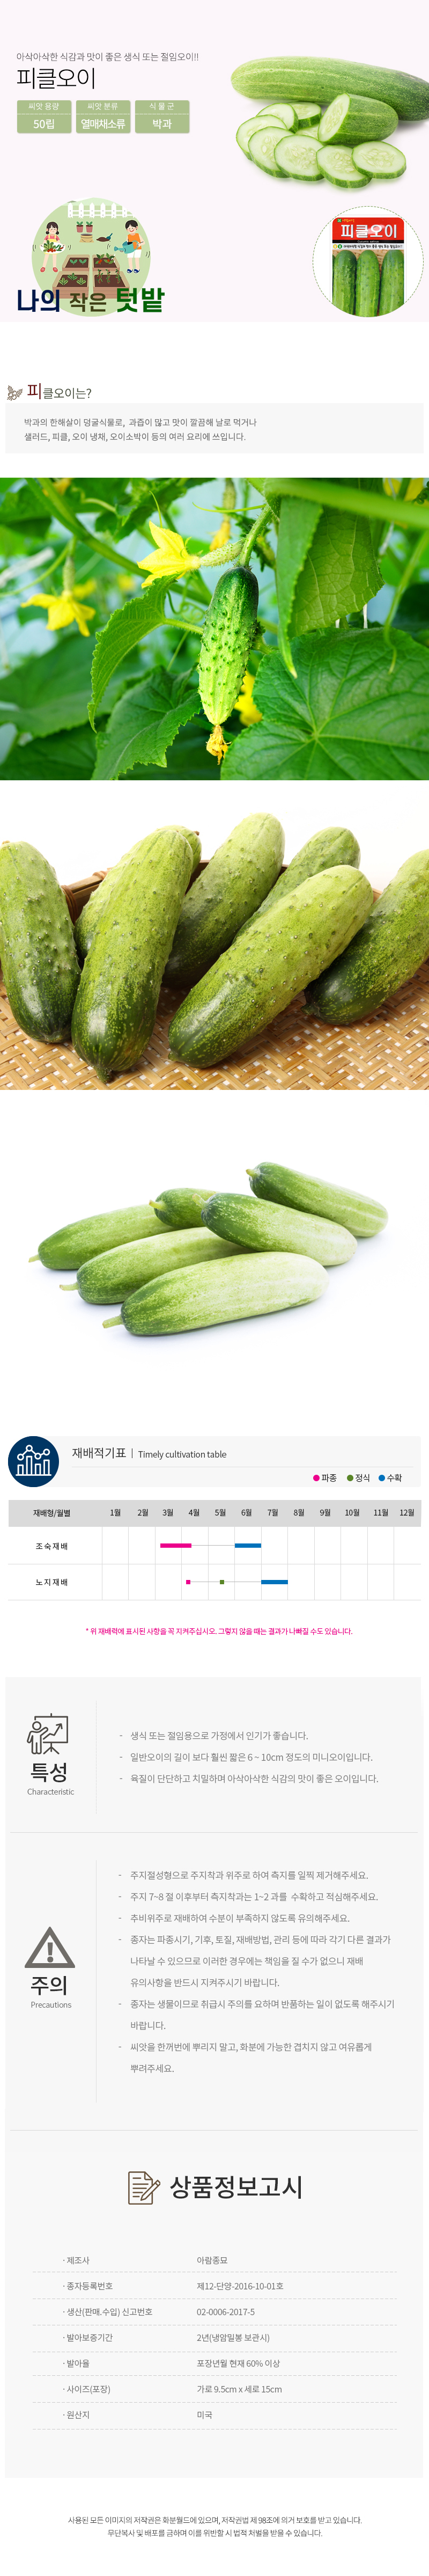 아삭아삭한 식감과 맛이 좋은 생식 또는 절임오이!!
피클오이
씨앗 용량 씨앗 분류 식 물 군
50립 열매채소류 박과
피클오이
나의 작은 텃밭
피클오이는?
박과의 한해살이 덩굴식물로, 과즙이 많고 맛이 깔끔해 날로 먹거나
샐러드, 피클, 오이 냉채, 오이소박이 등의 여러 요리에 쓰입니다.
재배적기표 | Timely cultivation table
파종 정식 수확
재배형/월별 1월 2월 3월 4월 5월 6월 7월 8월 9월 10월 11월 12월
조숙재배
노지재배
* 위 재배력에 표시된 사항을 꼭 지켜주십시오. 그렇지 않을 때는 결과가 나빠질 수도 있습니다.
특성
Characteristic
- 생식 또는 절임용으로 가정에서 인기가 좋습니다.
- 일반오이의 길이 보다 훨씬 짧은 6 ~ 10cm 정도의 미니오이입니다.
- 육질이 단단하고 치밀하며 아삭아삭한 식감의 맛이 좋은 오이입니다.
주의
Precautions
- 주지절성형으로 주지착과 위주로 하여 측지를 일찍 제거해주세요.
- 주지 7~8 절 이후부터 측지착과는 1~2 과를 수확하고 적심해주세요.
- 추비위주로 재배하여 수분이 부족하지 않도록 유의해주세요.
- 종자는 파종시기, 기후, 토질, 재배방법, 관리 등에 따라 각기 다른 결과가
나타날 수 있으므로 이러한 경우에는 책임을 질 수가 없으니 재배
유의사항을 반드시 지켜주시기 바랍니다.
- 종자는 생물이므로 취급시 주의를 요하며 반품하는 일이 없도록 해주시기
바랍니다.
- 씨앗을 한꺼번에 뿌리지 말고, 화분에 가능한 겹치지 않고 여유롭게
뿌려주세요.
상품정보고시
· 제조사 아람종묘
· 종자등록번호 제12-단양-2016-10-01호
· 생산(판매.수입) 신고번호 02-0006-2017-5
· 발아보증기간 2년(냉암밀봉 보관시)
· 발아율 포장년월 현재 60% 이상
· 사이즈(포장) 가로 9.5cm x 세로 15cm
· 원산지 미국
사용된 모든 이미지의 저작권은 화분월드에 있으며, 저작권법 제 98조에 의거 보호를 받고 있습니다.
무단복사 및 배포를 금하며 이를 위반할 시 법적 처벌을 받을 수 있습니다.